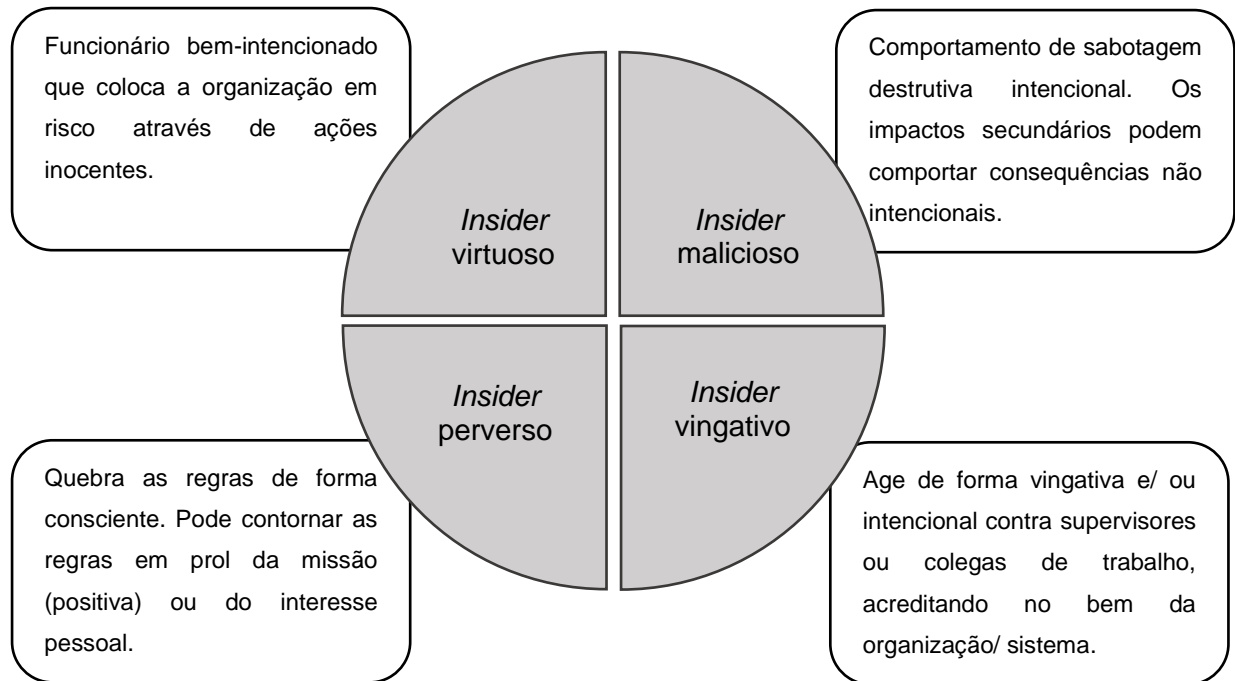 Funcionário bem-intencionado
que coloca a organização em
risco através de ações
inocentes.
Comportamento de sabotagem
destrutiva intencional. Os
impactos secundários podem
comportar consequências não
intencionais.
Insider
virtuoso
Insider
malicioso
Insider
perverso
Insider
vingativo
Quebra as regras de forma
consciente. Pode contornar as
regras em prol da missão
(positiva) ou do interesse
pessoal.
Age de forma vingativa e/ ou
intencional contra supervisores
ou colegas de trabalho,
acreditando no bem da
organização/ sistema.